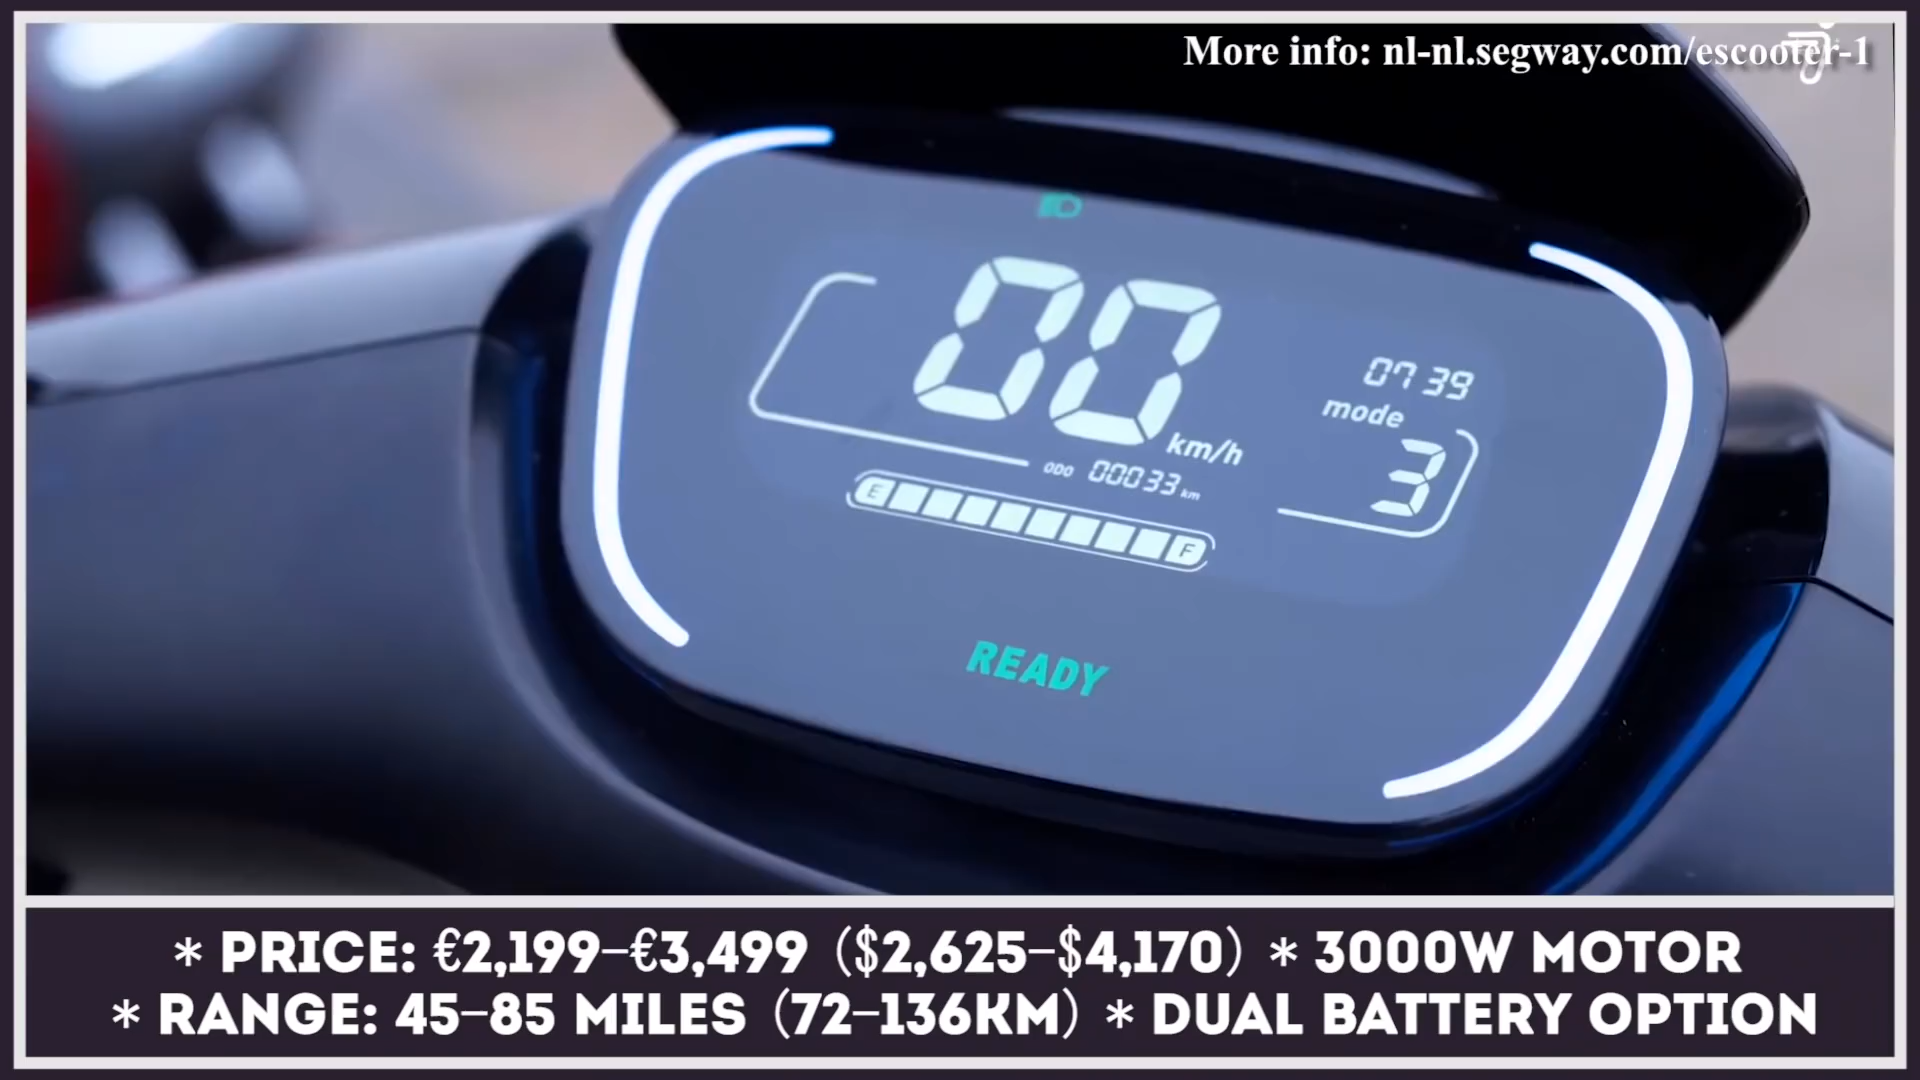 More info: nl-nl.segway.com/escooter-1
00
km/h
07 39
mode
3
ODO 00033 km
E F
READY
* PRICE: €2,199–€3,499 ($2,625–$4,170) * 3000W MOTOR
* RANGE: 45–85 MILES (72–136KM) * DUAL BATTERY OPTION